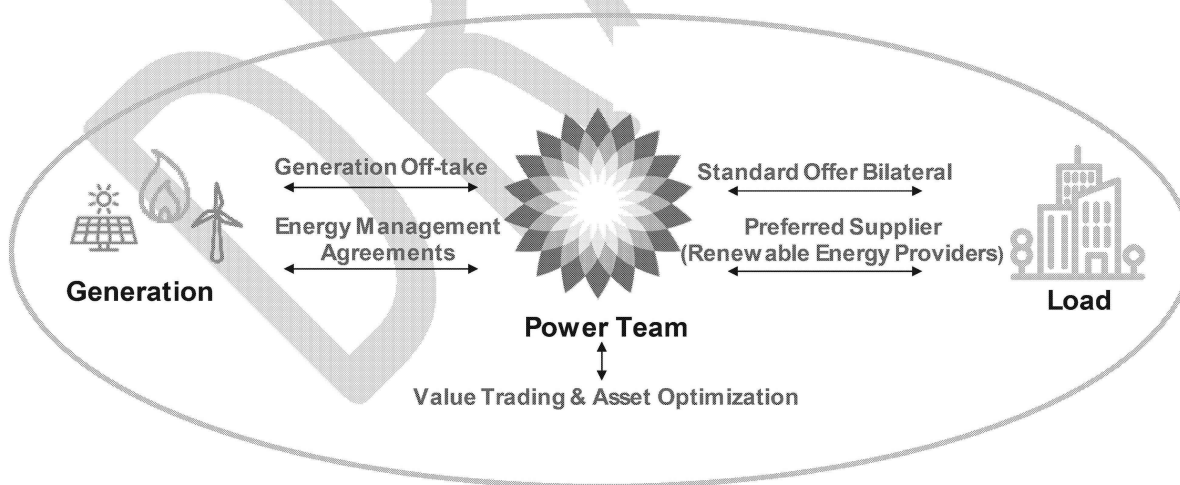 Generation Off-take
Energy Management
Agreements
Generation
Power Team
Value Trading & Asset Optimization
Standard Offer Bilateral
Preferred Supplier
(Renewable Energy Providers)
Load